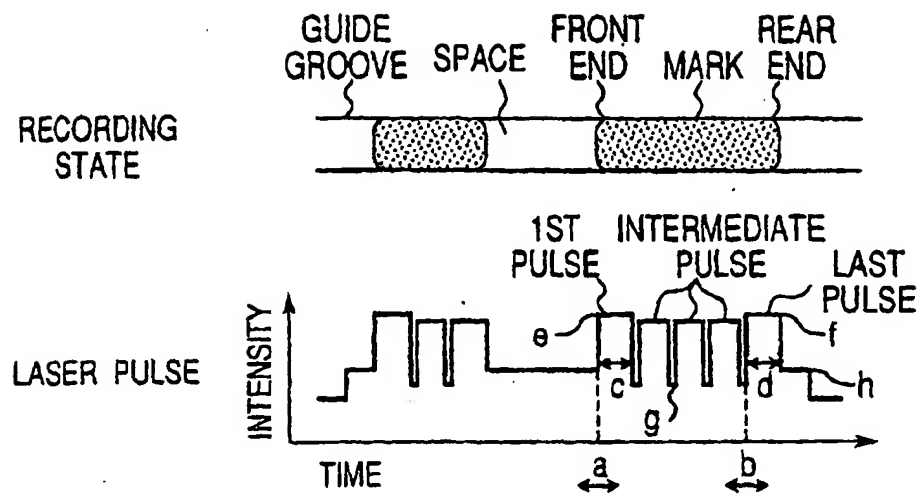 GUIDE
GROOVE
SPACE
FRONT
END
MARK
REAR
END
RECORDING
STATE
1ST
PULSE
INTERMEDIATE
PULSE
LAST
PULSE
LASER PULSE
INTENSITY
e
f
c
d
h
g
TIME
a
b